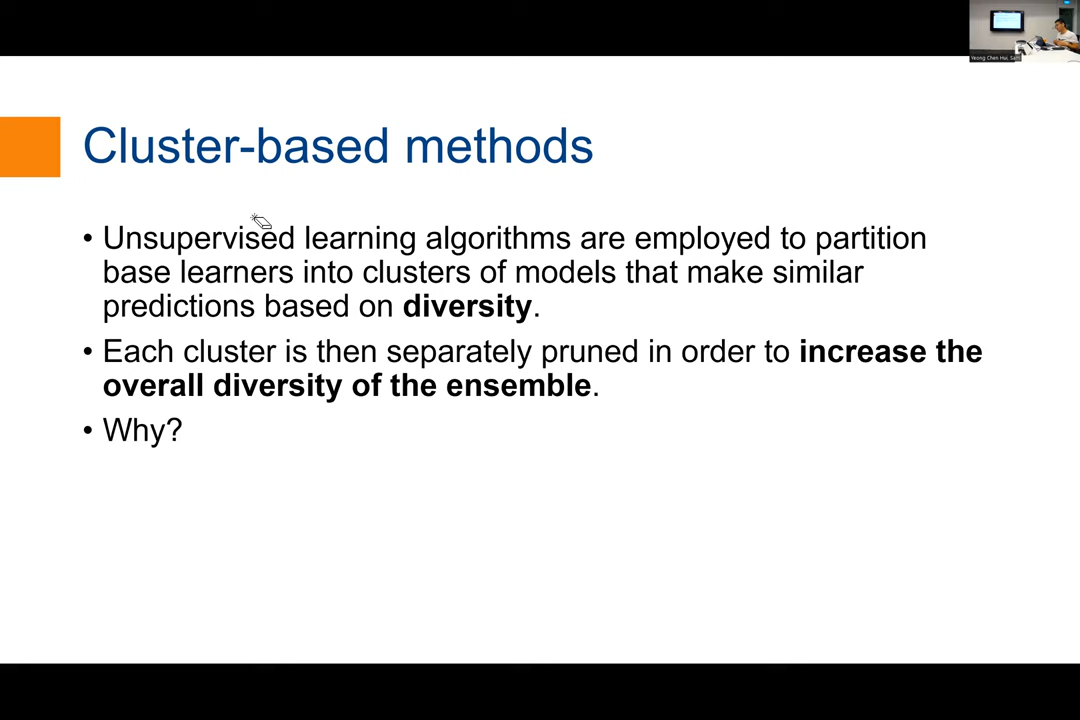 Cluster-based methods
• Unsupervised learning algorithms are employed to partition
base learners into clusters of models that make similar
predictions based on diversity.
• Each cluster is then separately pruned in order to increase the
overall diversity of the ensemble.
• Why?